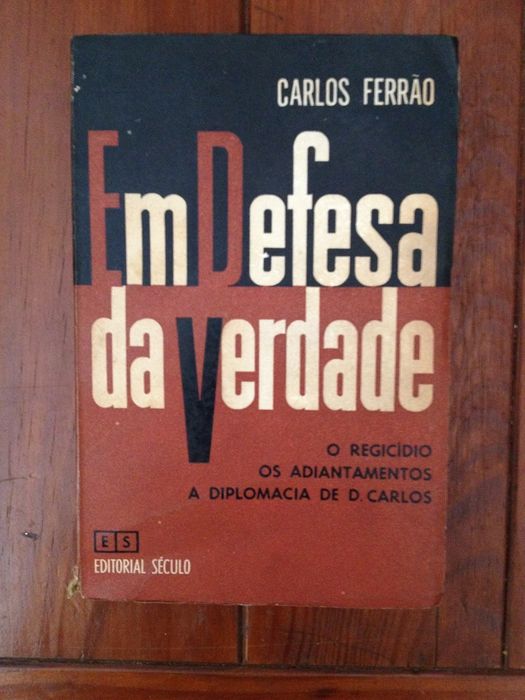 CARLOS FERRÃO
Em Defesa
da Verdade
O REGICÍDIO
OS ADIANTAMENTOS
A DIPLOMACIA DE D. CARLOS
ES
EDITORIAL SÉCULO